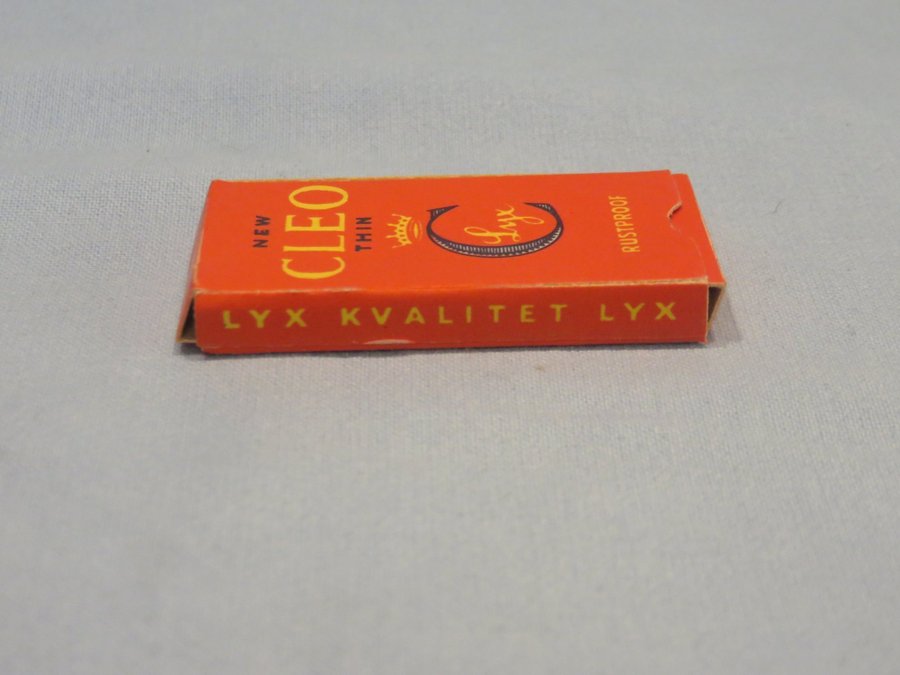 NEW
CLEO
THIN
Lyx
RUSTPROOF
LYX KVALITET LYX